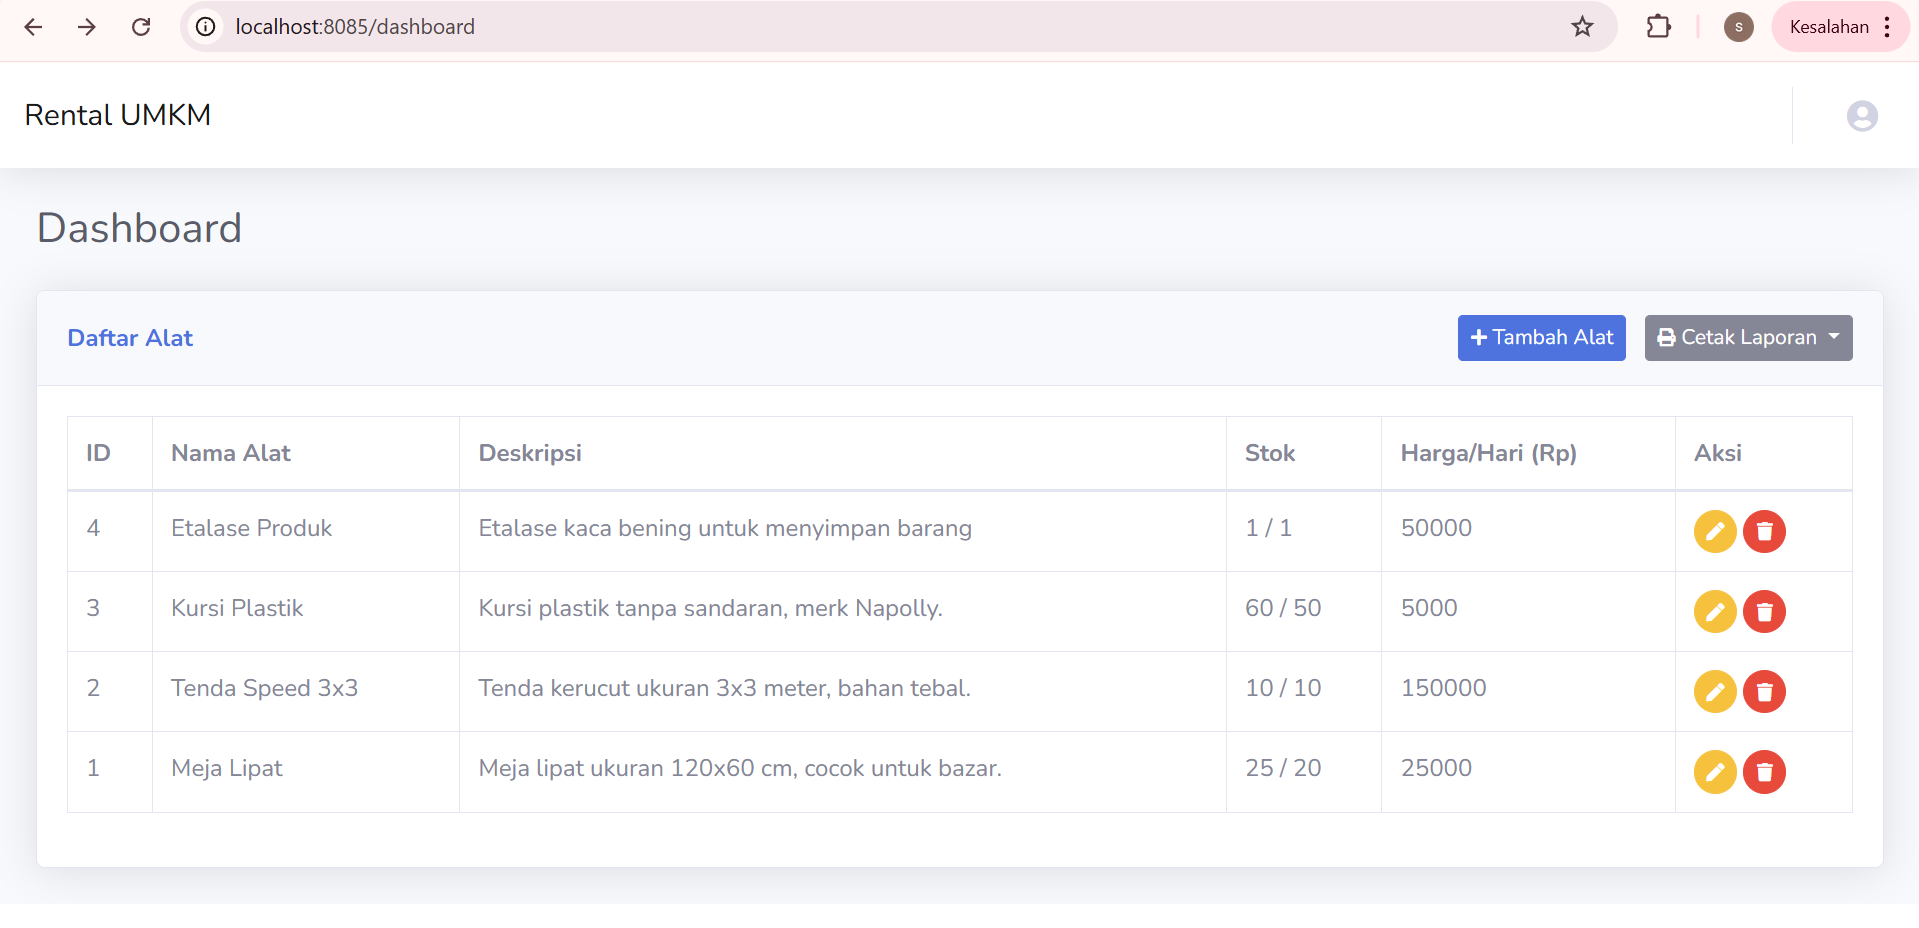 localhost:8085/dashboard
S
Kesalahan
Rental UMKM
Dashboard
Daftar Alat
Tambah Alat
Cetak Laporan
ID Nama Alat Deskripsi Stok Harga/Hari (Rp) Aksi
4 Etalase Produk Etalase kaca bening untuk menyimpan barang 1 / 1 50000
3 Kursi Plastik Kursi plastik tanpa sandaran, merk Napolly. 60 / 50 5000
2 Tenda Speed 3x3 Tenda kerucut ukuran 3x3 meter, bahan tebal. 10 / 10 150000
1 Meja Lipat Meja lipat ukuran 120x60 cm, cocok untuk bazar. 25 / 20 25000